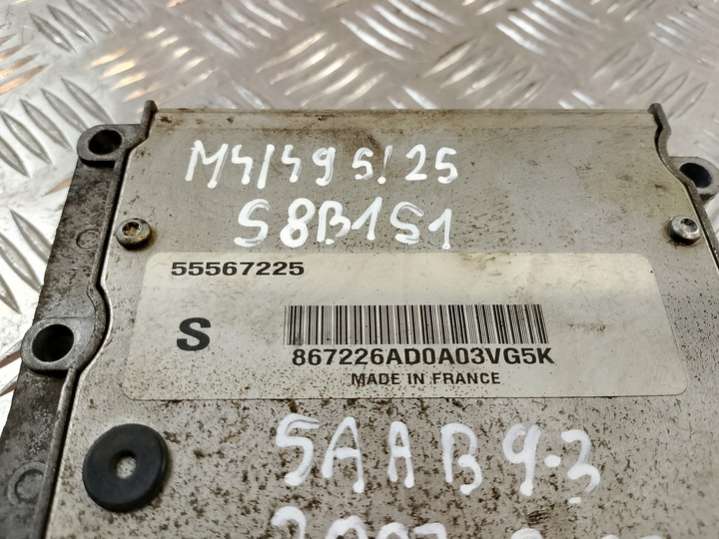 M4/495/25
S8B1S1
55567225
S
867226AD0A03VG5K
MADE IN FRANCE
SAAB 9-3